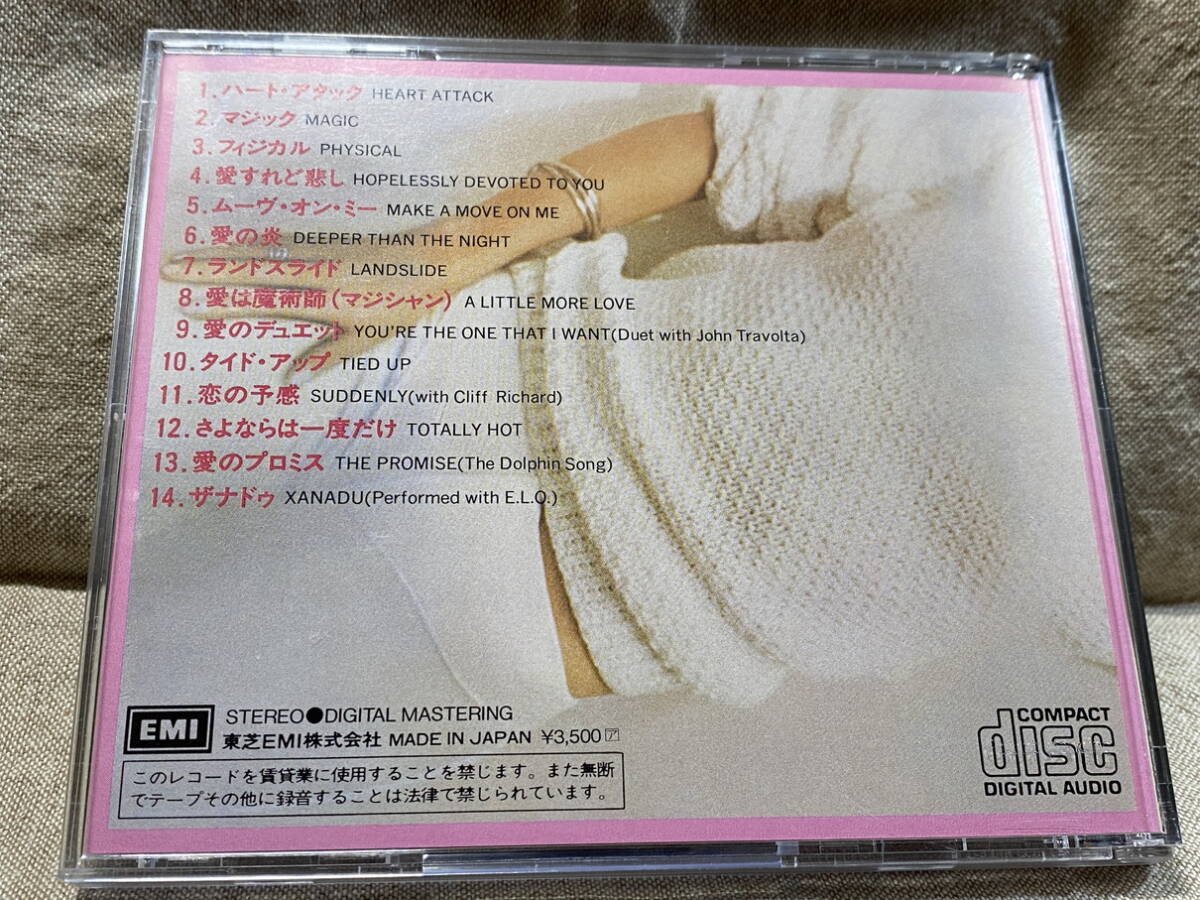 1.ハート・アタック HEART ATTACK
2.マジック MAGIC
3.フィジカル PHYSICAL
4.愛すれど悲し HOPELESSLY DEVOTED TO YOU
5.ムーヴ・オン・ミー MAKE A MOVE ON ME
6.愛の炎 DEEPER THAN THE NIGHT
7.ランドスライド LANDSLIDE
8.愛は魔術師(マジシャン) A LITTLE MORE LOVE
9.愛のデュエット YOU'RE THE ONE THAT I WANT(Duet with John Travolta)
10.タイド・アップ TIED UP
11.恋の予感 SUDDENLY(with Cliff Richard)
12.さよならは一度だけ TOTALLY HOT
13.愛のプロミス THE PROMISE(The Dolphin Song)
14.ザナドゥ XANADU(Performed with E.L.O.)
EMI
STEREO●DIGITAL MASTERING
東芝EMI株式会社 MADE IN JAPAN ¥3,500 ア
このレコードを賃貸業に使用することを禁じます。また無断
でテープその他に録音することは法律で禁じられています。
COMPACT
disc
DIGITAL AUDIO